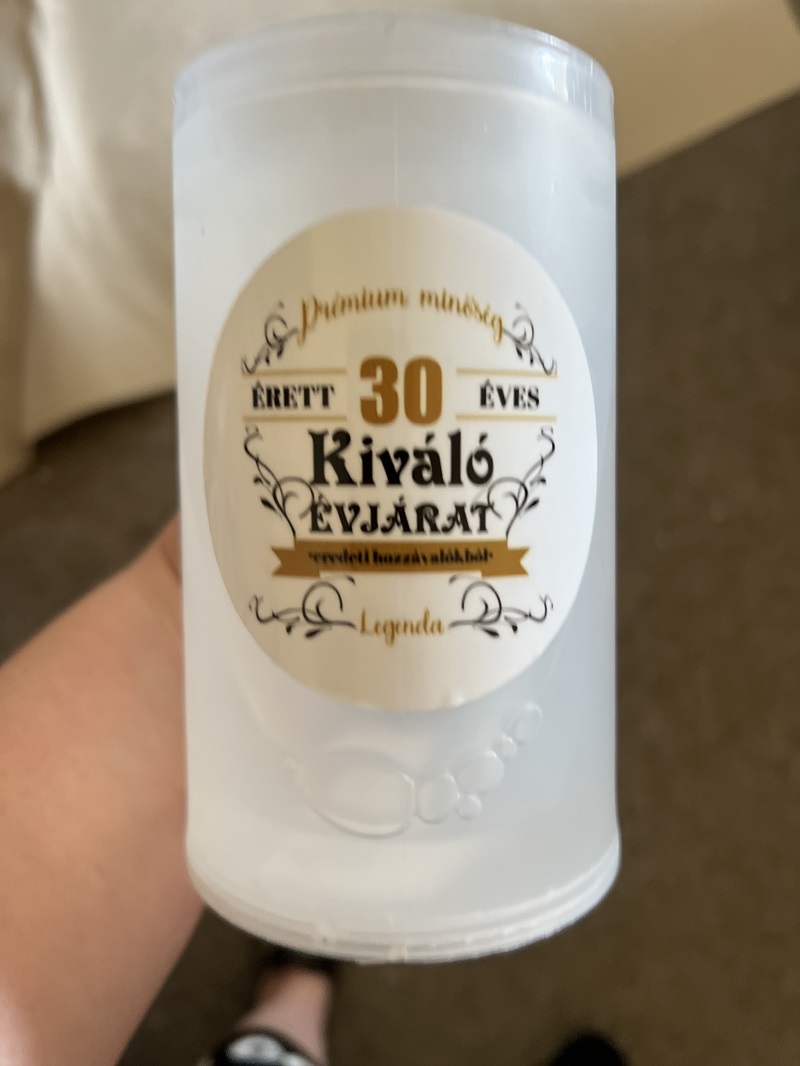 Prémium minőség
ÉRETT 30 ÉVES
Kiváló
ÉVJÁRAT
•eredeti hozzávalókból•
Legenda